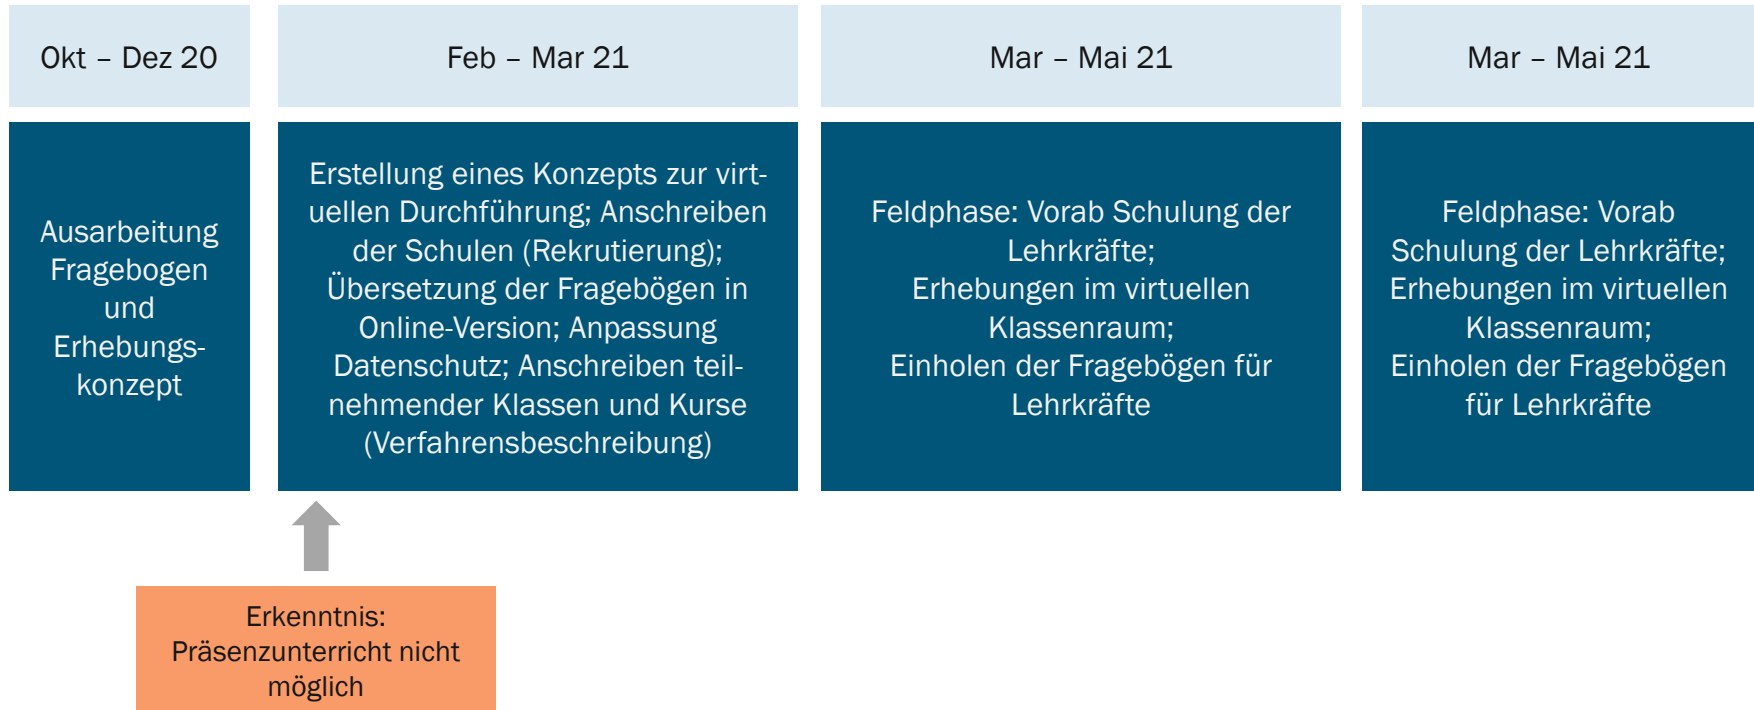 Okt – Dez 20
Feb – Mar 21
Mar – Mai 21
Mar – Mai 21
Ausarbeitung
Fragebogen
und
Erhebungs-
konzept
Erstellung eines Konzepts zur virt-
uellen Durchführung; Anschreiben
der Schulen (Rekrutierung);
Übersetzung der Fragebögen in
Online-Version; Anpassung
Datenschutz; Anschreiben teil-
nehmender Klassen und Kurse
(Verfahrensbeschreibung)
Feldphase: Vorab Schulung der
Lehrkräfte;
Erhebungen im virtuellen
Klassenraum;
Einholen der Fragebögen für
Lehrkräfte
Feldphase: Vorab
Schulung der Lehrkräfte;
Erhebungen im virtuellen
Klassenraum;
Einholen der Fragebögen
für Lehrkräfte
Erkenntnis:
Präsenzunterricht nicht
möglich